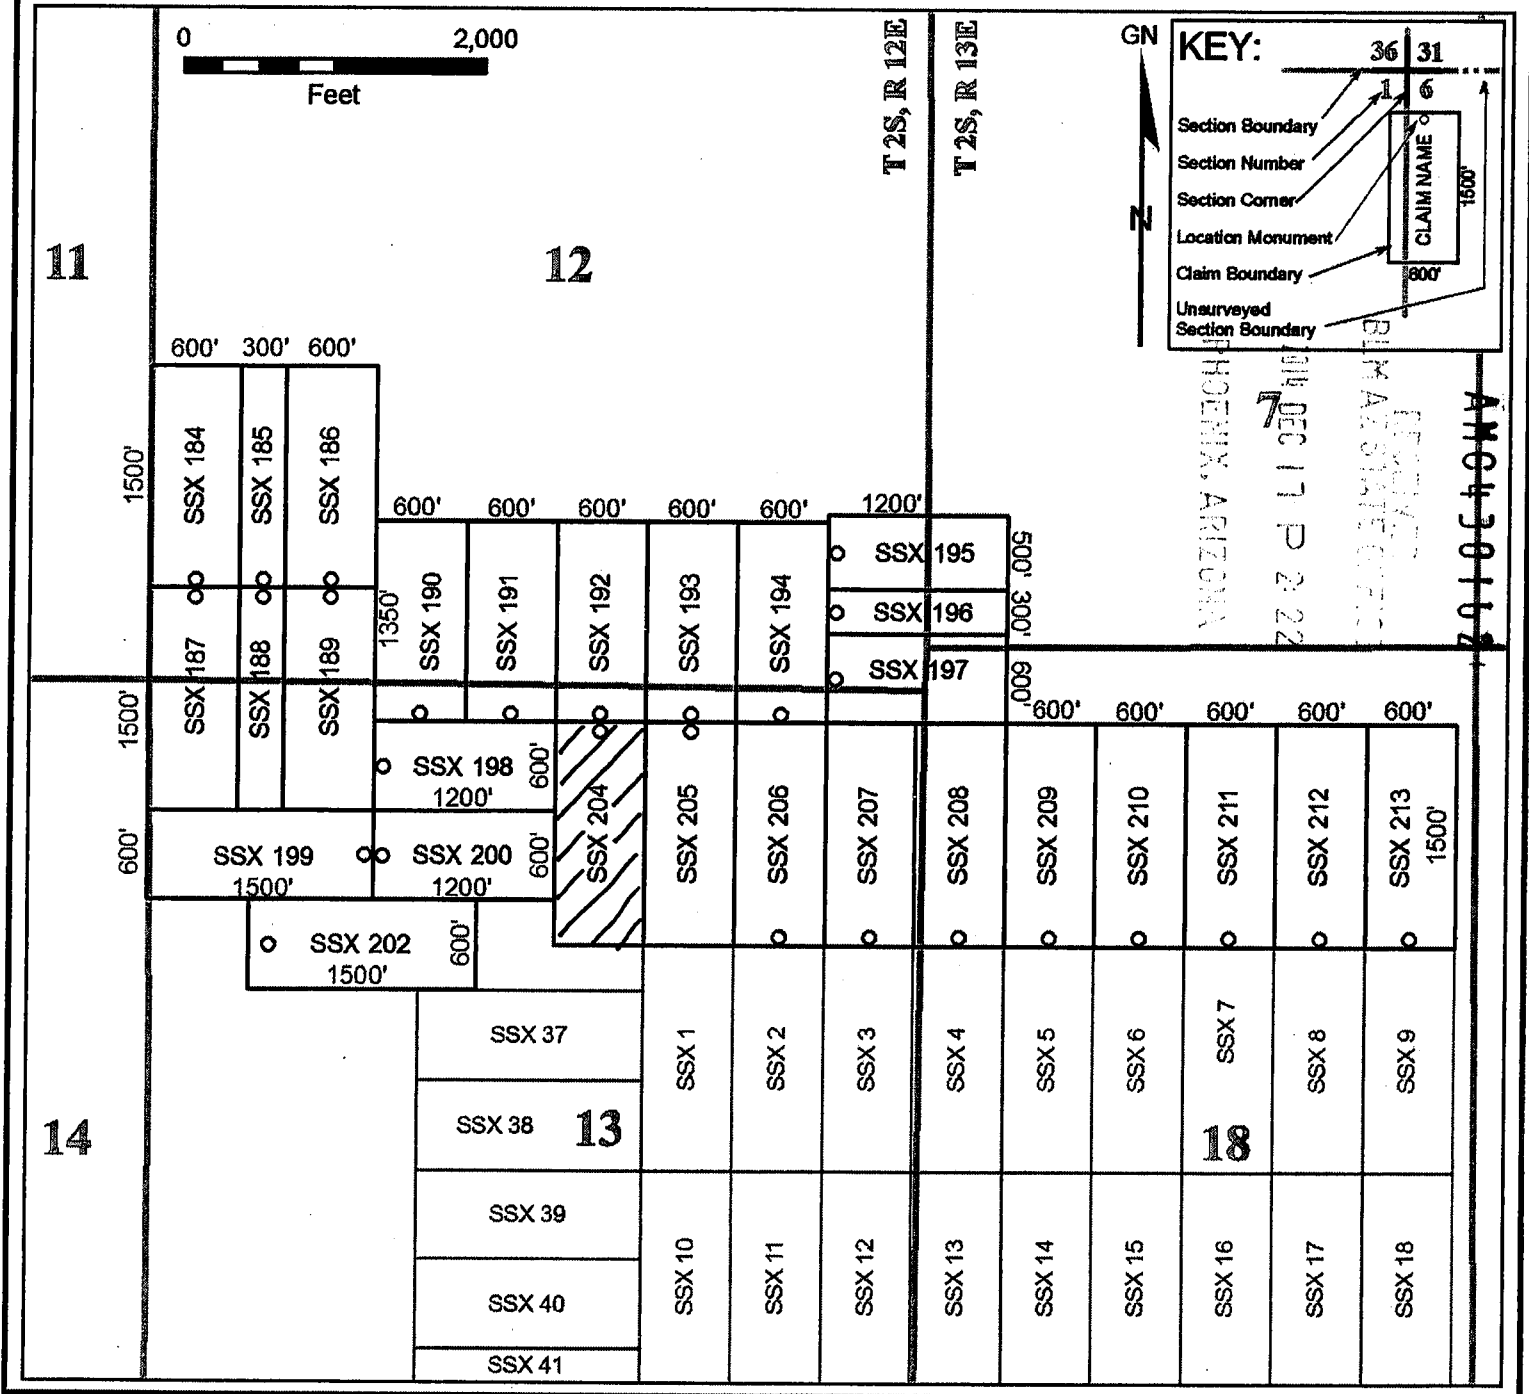 0 2,000
Feet
T 2S, R 12E
T 2S, R 13E
GN
N
KEY:
36 31
1 6
Section Boundary
Section Number
Section Corner
Location Monument
Claim Boundary
Unsurveyed
Section Boundary
CLAIM NAME
1500'
600'
11
12
7
2014 DEC 17 P 2:22
PHOENIX, ARIZONA
600' 300' 600'
1500'
SSX 184
SSX 185
SSX 186
600' 600' 600' 600' 600' 1200'
1350'
SSX 190
SSX 191
SSX 192
SSX 193
SSX 194
SSX 195
500'
SSX 196
300'
SSX 197
600'
SSX 187
SSX 188
SSX 189
1500'
600' 600' 600' 600' 600'
SSX 198
1200'
600'
SSX 199
1500'
600'
SSX 200
1200'
600'
SSX 202
1500'
600'
SSX 204
SSX 205
SSX 206
SSX 207
SSX 208
SSX 209
SSX 210
SSX 211
SSX 212
SSX 213
1500'
SSX 37
SSX 38
SSX 39
SSX 40
SSX 41
14
13
18
SSX 1
SSX 2
SSX 3
SSX 4
SSX 5
SSX 6
SSX 7
SSX 8
SSX 9
SSX 10
SSX 11
SSX 12
SSX 13
SSX 14
SSX 15
SSX 16
SSX 17
SSX 18